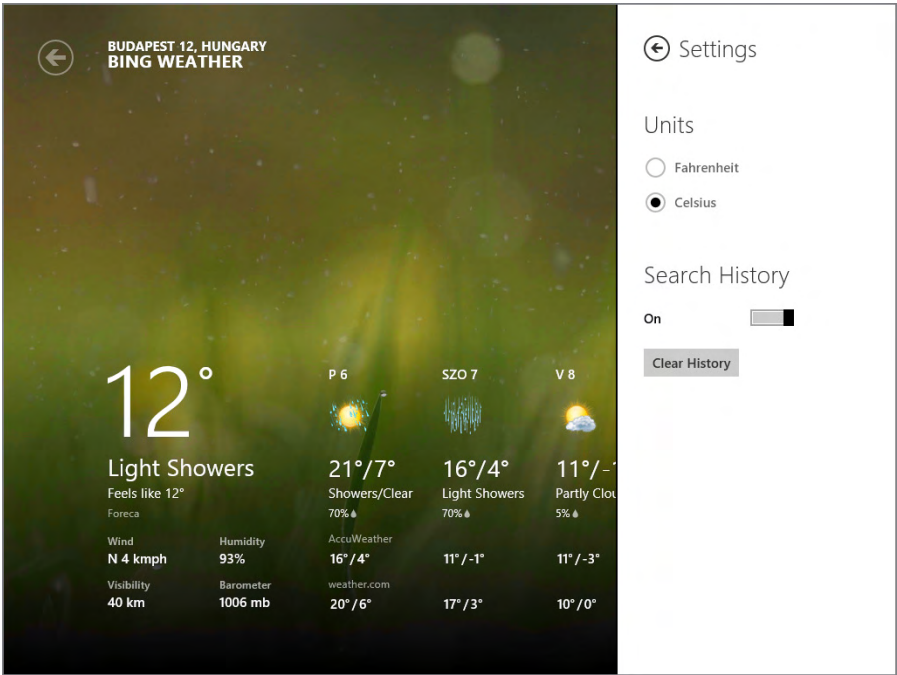 BUDAPEST 12, HUNGARY
BING WEATHER
12°
Light Showers
Feels like 12°
Foreca
Wind
N 4 kmph
Humidity
93%
Visibility
40 km
Barometer
1006 mb
P 6
SZO 7
V 8
21°/7°
16°/4°
11°/-
Showers/Clear
Light Showers
Partly Clou
70%
70%
5%
AccuWeather
16°/4°
11°/-1°
11°/-3°
weather.com
20°/6°
17°/3°
10°/0°
Settings
Units
Fahrenheit
Celsius
Search History
On
Clear History